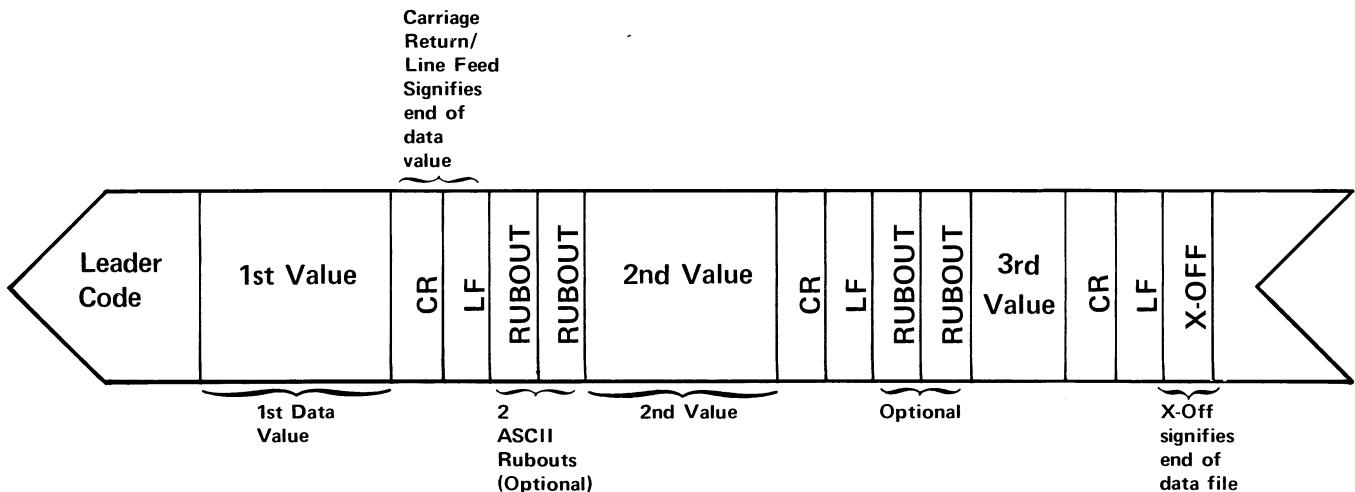 Carriage
Return/
Line Feed
Signifies
end of
data
value
Leader
Code
1st Value
CR
LF
RUBOUT
RUBOUT
2nd Value
CR
LF
RUBOUT
RUBOUT
3rd
Value
CR
LF
X-OFF
1st Data
Value
2
ASCII
Rubouts
(Optional)
2nd Value
Optional
X-Off
signifies
end of
data file